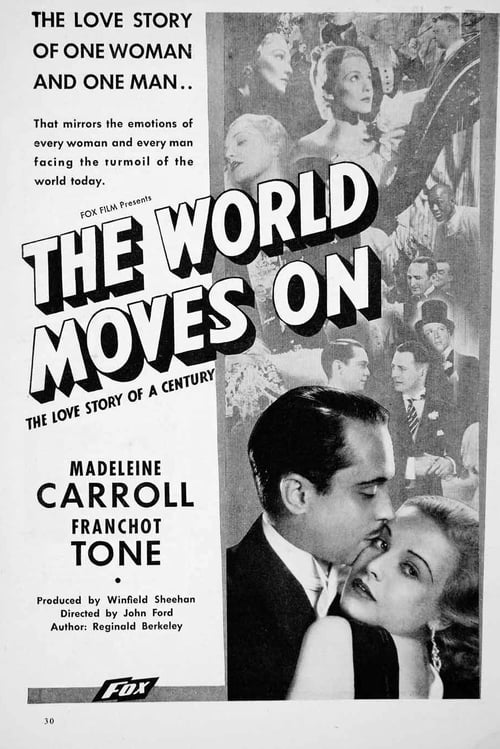 THE LOVE STORY
OF ONE WOMAN
AND ONE MAN..
That mirrors the emotions of
every woman and every man
facing the turmoil of the
world today.
FOX FILM Presents
THE WORLD
MOVES ON
THE LOVE STORY OF A CENTURY
MADELEINE
CARROLL
FRANCHOT
TONE
•
Produced by Winfield Sheehan
Directed by John Ford
Author: Reginald Berkeley
FOX
30